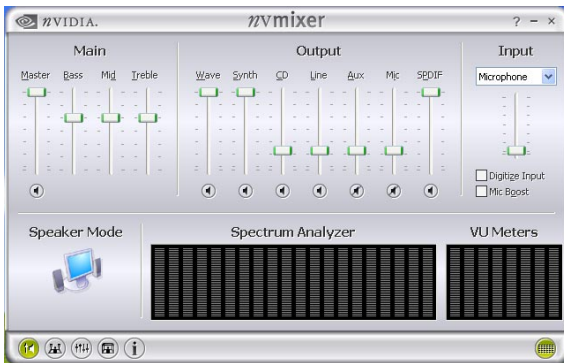 nVIDIA. nVmixer ? – ×
Main Output Input
Master Bass Mid Treble Wave Synth CD Line Aux Mic SPDIF Microphone
Digitize Input
Mic Boost
Speaker Mode Spectrum Analyzer VU Meters
i